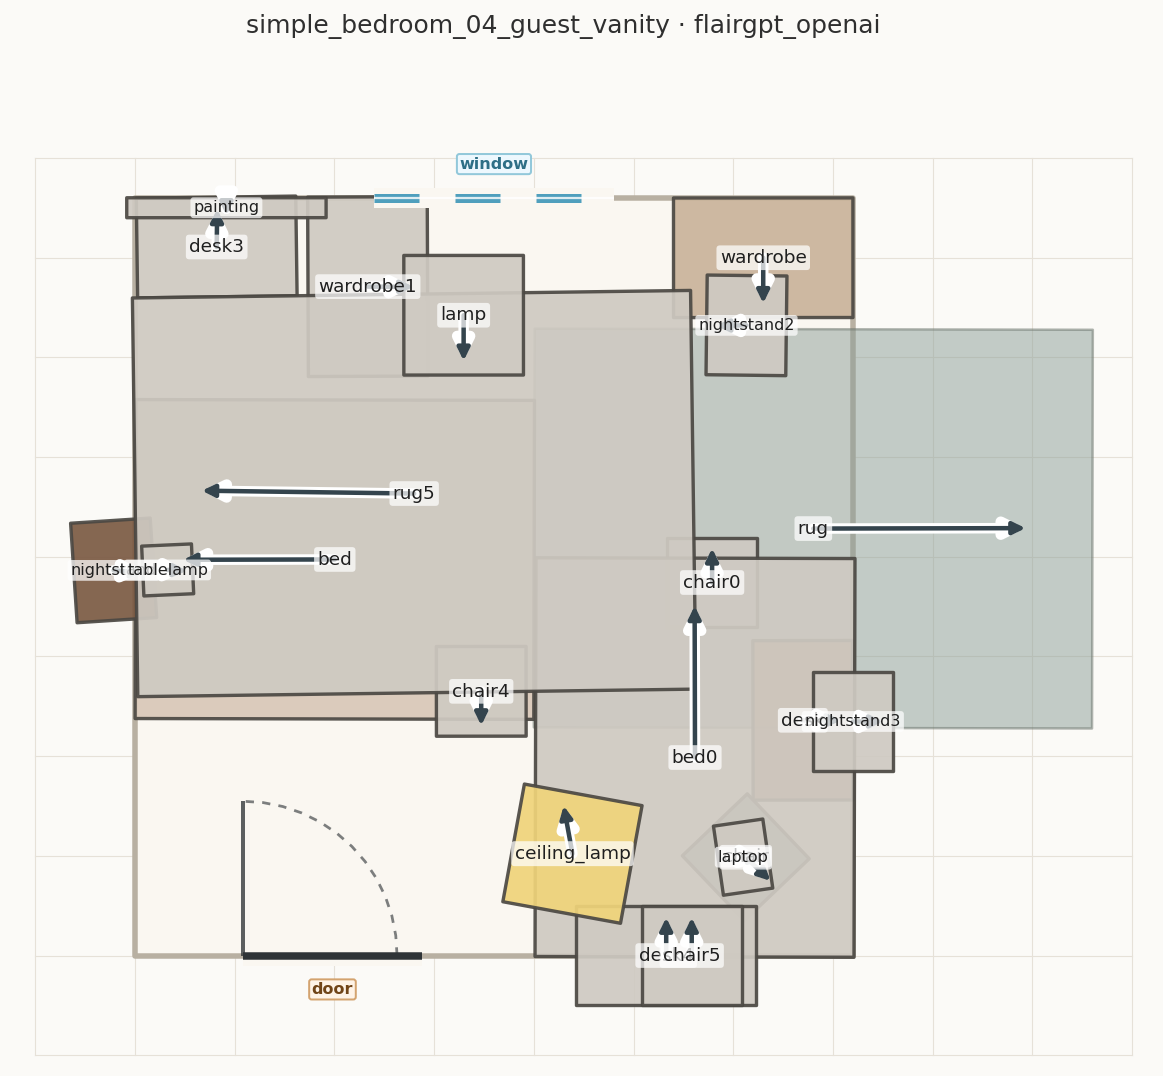 simple_bedroom_04_guest_vanity · flairgpt_openai
window
painting
desk3
wardrobe
wardrobe1
lamp
nightstand2
rug5
rug
bed
tablelamp
chair0
chair4
nightstand3
bed0
ceiling_lamp
laptop
chair5
door